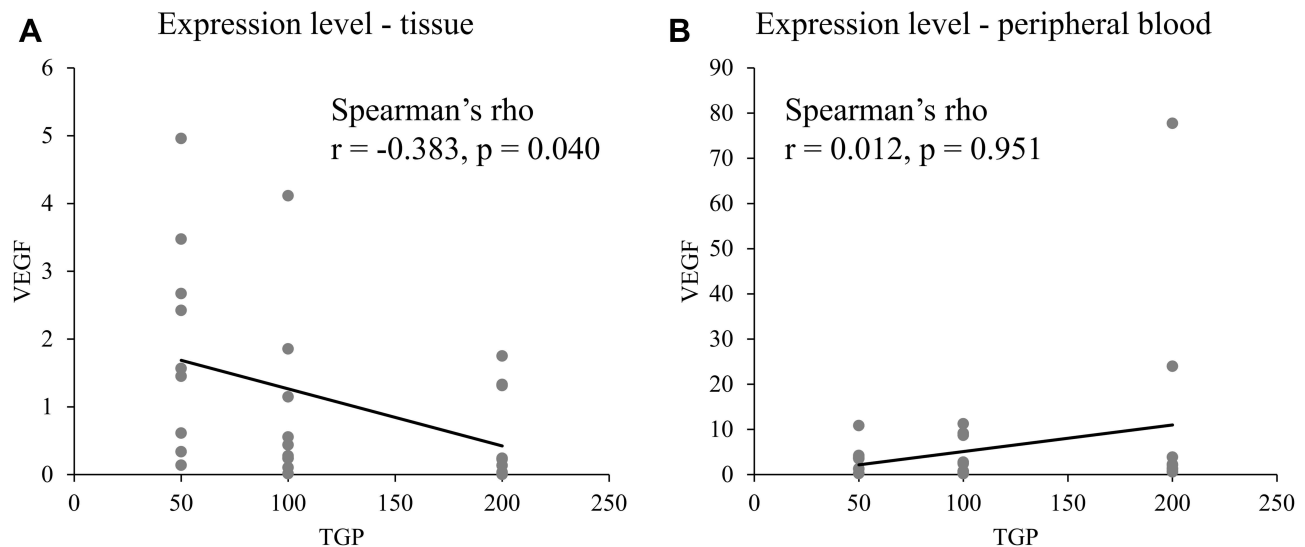 A
Expression level - tissue
6
5
4
3
2
1
0
VEGF
Spearman’s rho
r = -0.383, p = 0.040
0 50 100 150 200 250
TGP
B
Expression level - peripheral blood
90
80
70
60
50
40
30
20
10
0
VEGF
Spearman’s rho
r = 0.012, p = 0.951
0 50 100 150 200 250
TGP